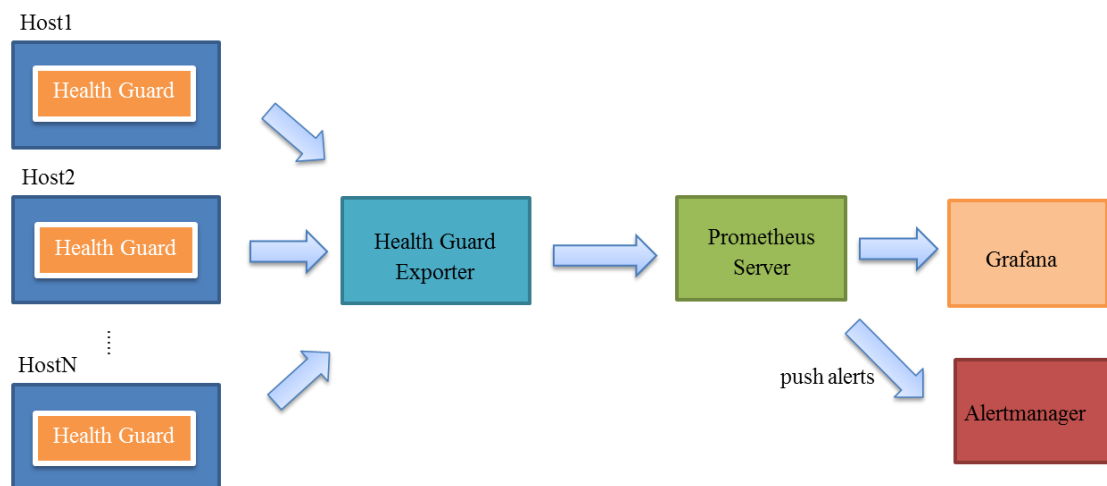 Host1
Health Guard
Host2
Health Guard
Health Guard
Exporter
Prometheus
Server
Grafana
HostN
Health Guard
push alerts
Alertmanager